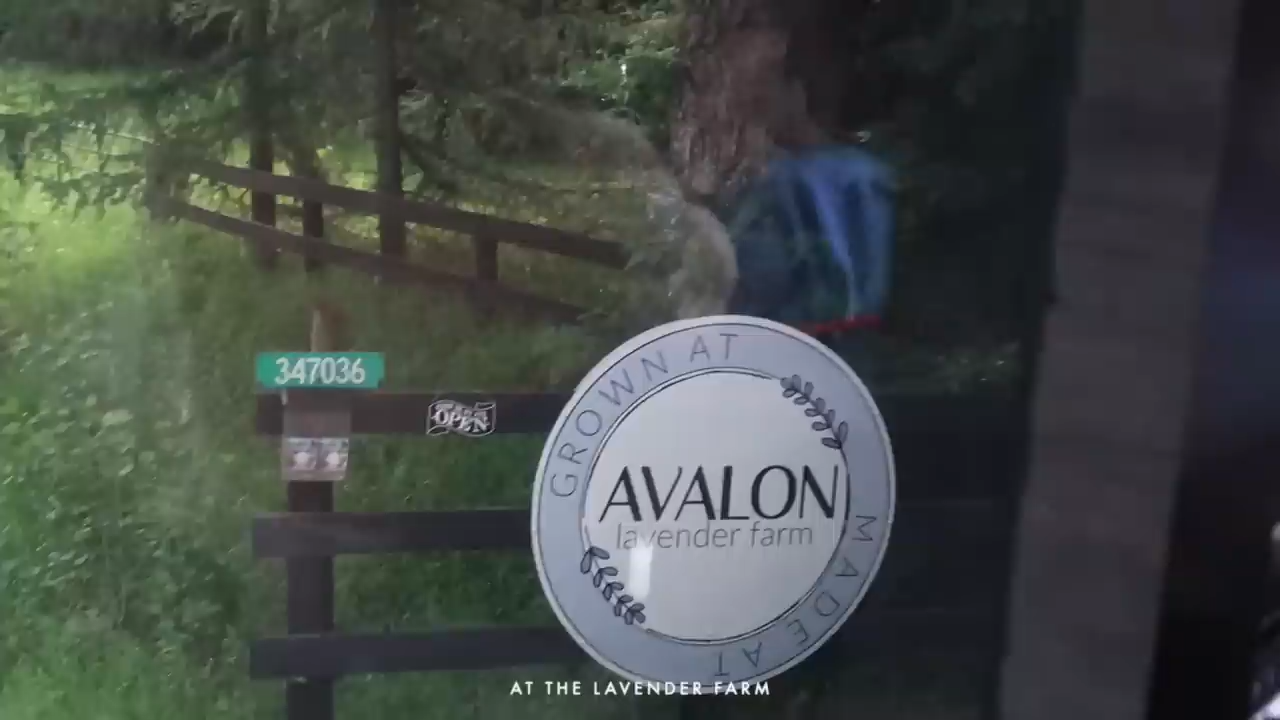 347036
OPEN
GROWN AT
AVALON
lavender farm
MADE AT
AT THE LAVENDER FARM